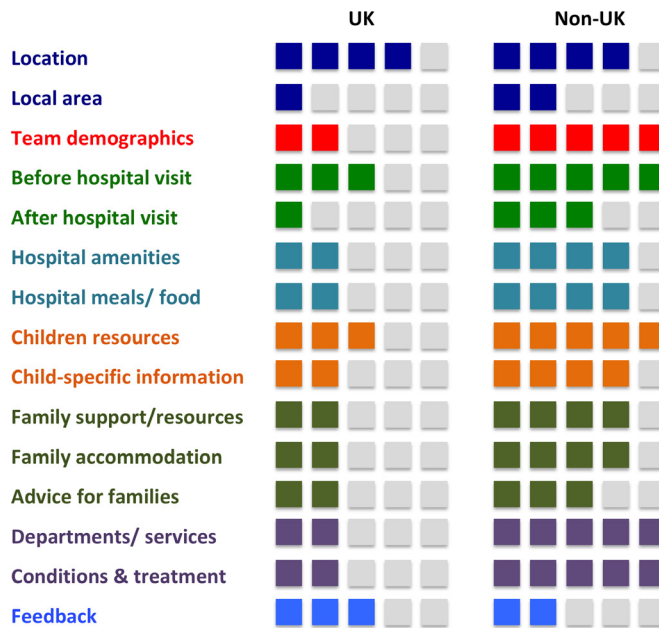 UK Non-UK
Location
Local area
Team demographics
Before hospital visit
After hospital visit
Hospital amenities
Hospital meals/ food
Children resources
Child-specific information
Family support/resources
Family accommodation
Advice for families
Departments/ services
Conditions & treatment
Feedback